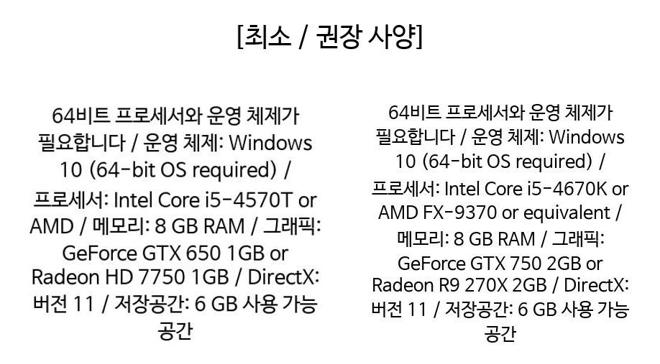 [최소 / 권장 사양]
64비트 프로세서와 운영 체제가
필요합니다 / 운영 체제: Windows
10 (64-bit OS required) /
프로세서: Intel Core i5-4570T or
AMD / 메모리: 8 GB RAM / 그래픽:
GeForce GTX 650 1GB or
Radeon HD 7750 1GB / DirectX:
버전 11 / 저장공간: 6 GB 사용 가능
공간
64비트 프로세서와 운영 체제가
필요합니다 / 운영 체제: Windows
10 (64-bit OS required) /
프로세서: Intel Core i5-4670K or
AMD FX-9370 or equivalent /
메모리: 8 GB RAM / 그래픽:
GeForce GTX 750 2GB or
Radeon R9 270X 2GB / DirectX:
버전 11 / 저장공간: 6 GB 사용 가능
공간